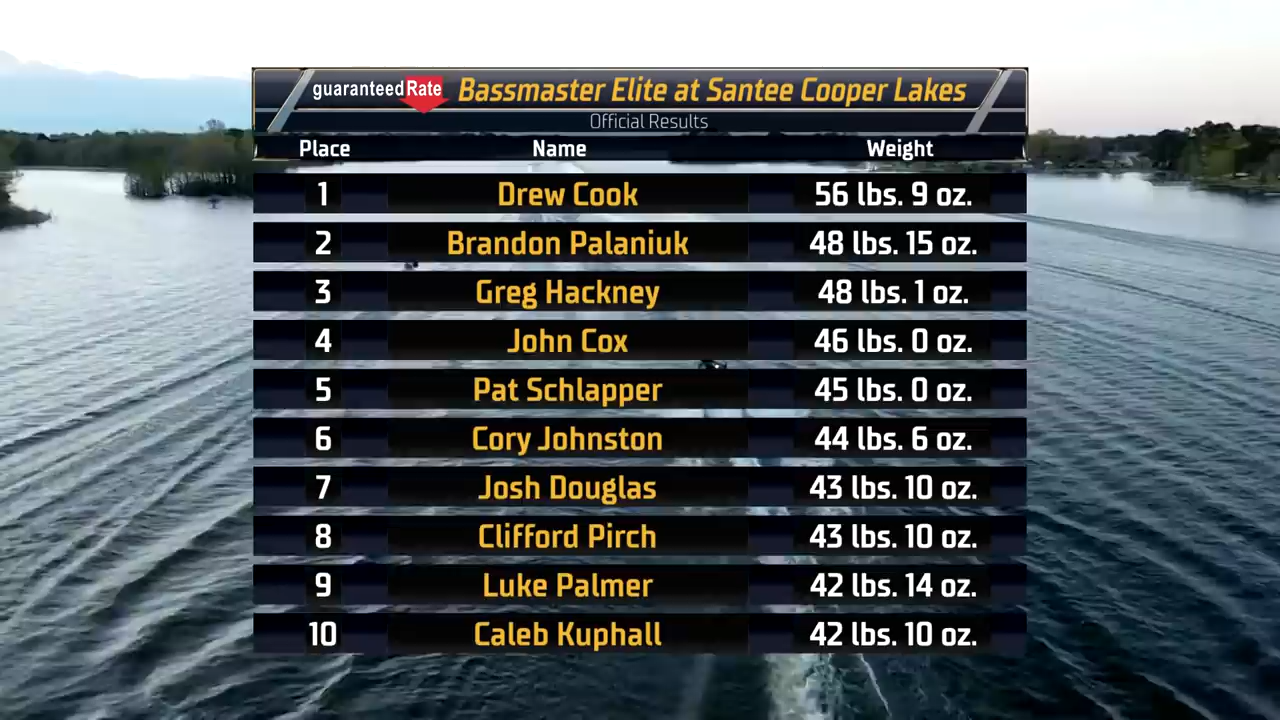 guaranteedRate Bassmaster Elite at Santee Cooper Lakes
Official Results
Place Name Weight
1 Drew Cook 56 lbs. 9 oz.
2 Brandon Palaniuk 48 lbs. 15 oz.
3 Greg Hackney 48 lbs. 1 oz.
4 John Cox 46 lbs. 0 oz.
5 Pat Schlapper 45 lbs. 0 oz.
6 Cory Johnston 44 lbs. 6 oz.
7 Josh Douglas 43 lbs. 10 oz.
8 Clifford Pirch 43 lbs. 10 oz.
9 Luke Palmer 42 lbs. 14 oz.
10 Caleb Kuphall 42 lbs. 10 oz.